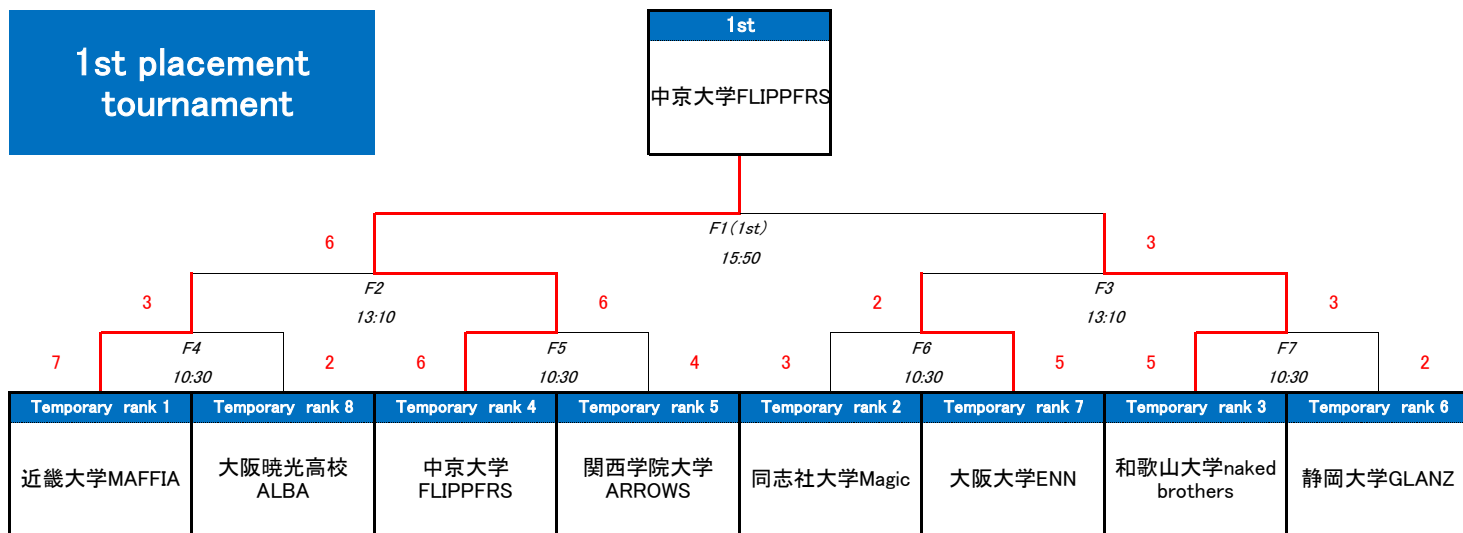 1st placement
tournament
1st
中京大学FLIPPFRS
F1(1st)
15:50
6
3
F2
13:10
F3
13:10
3
6
2
3
F4
10:30
F5
10:30
F6
10:30
F7
10:30
7
2
6
4
3
5
5
2
Temporary rank 1
Temporary rank 8
Temporary rank 4
Temporary rank 5
Temporary rank 2
Temporary rank 7
Temporary rank 3
Temporary rank 6
近畿大学MAFFIA
大阪暁光高校
ALBA
中京大学
FLIPPFRS
関西学院大学
ARROWS
同志社大学Magic
大阪大学ENN
和歌山大学naked
brothers
静岡大学GLANZ